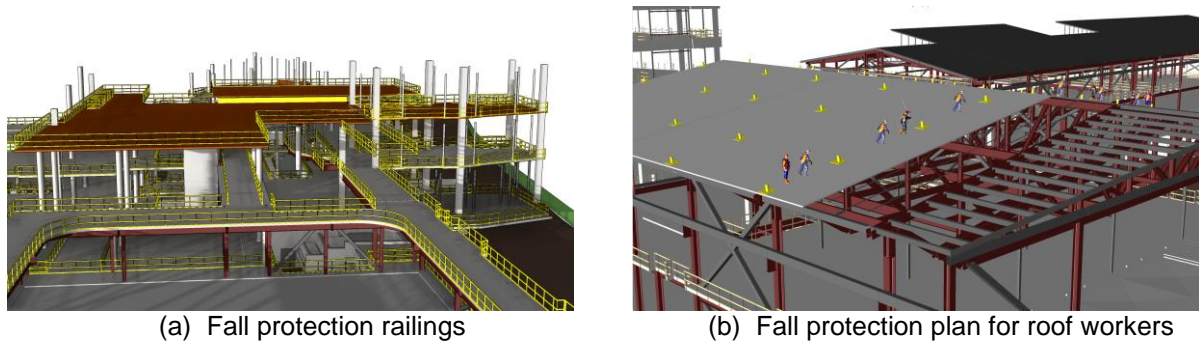 (a) Fall protection railings
(b) Fall protection plan for roof workers